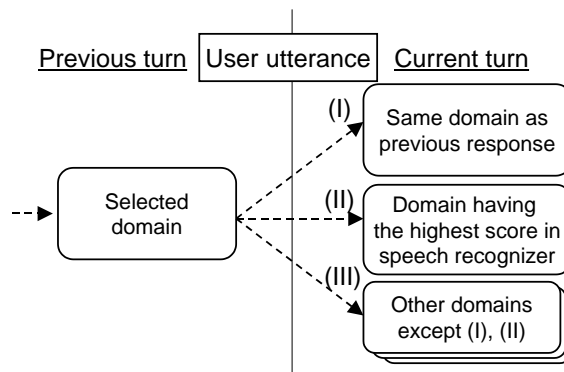 Previous turn
User utterance
Current turn
(I)
Same domain as
previous response
Selected
domain
(II)
Domain having
the highest score in
speech recognizer
(III)
Other domains
except (I), (II)